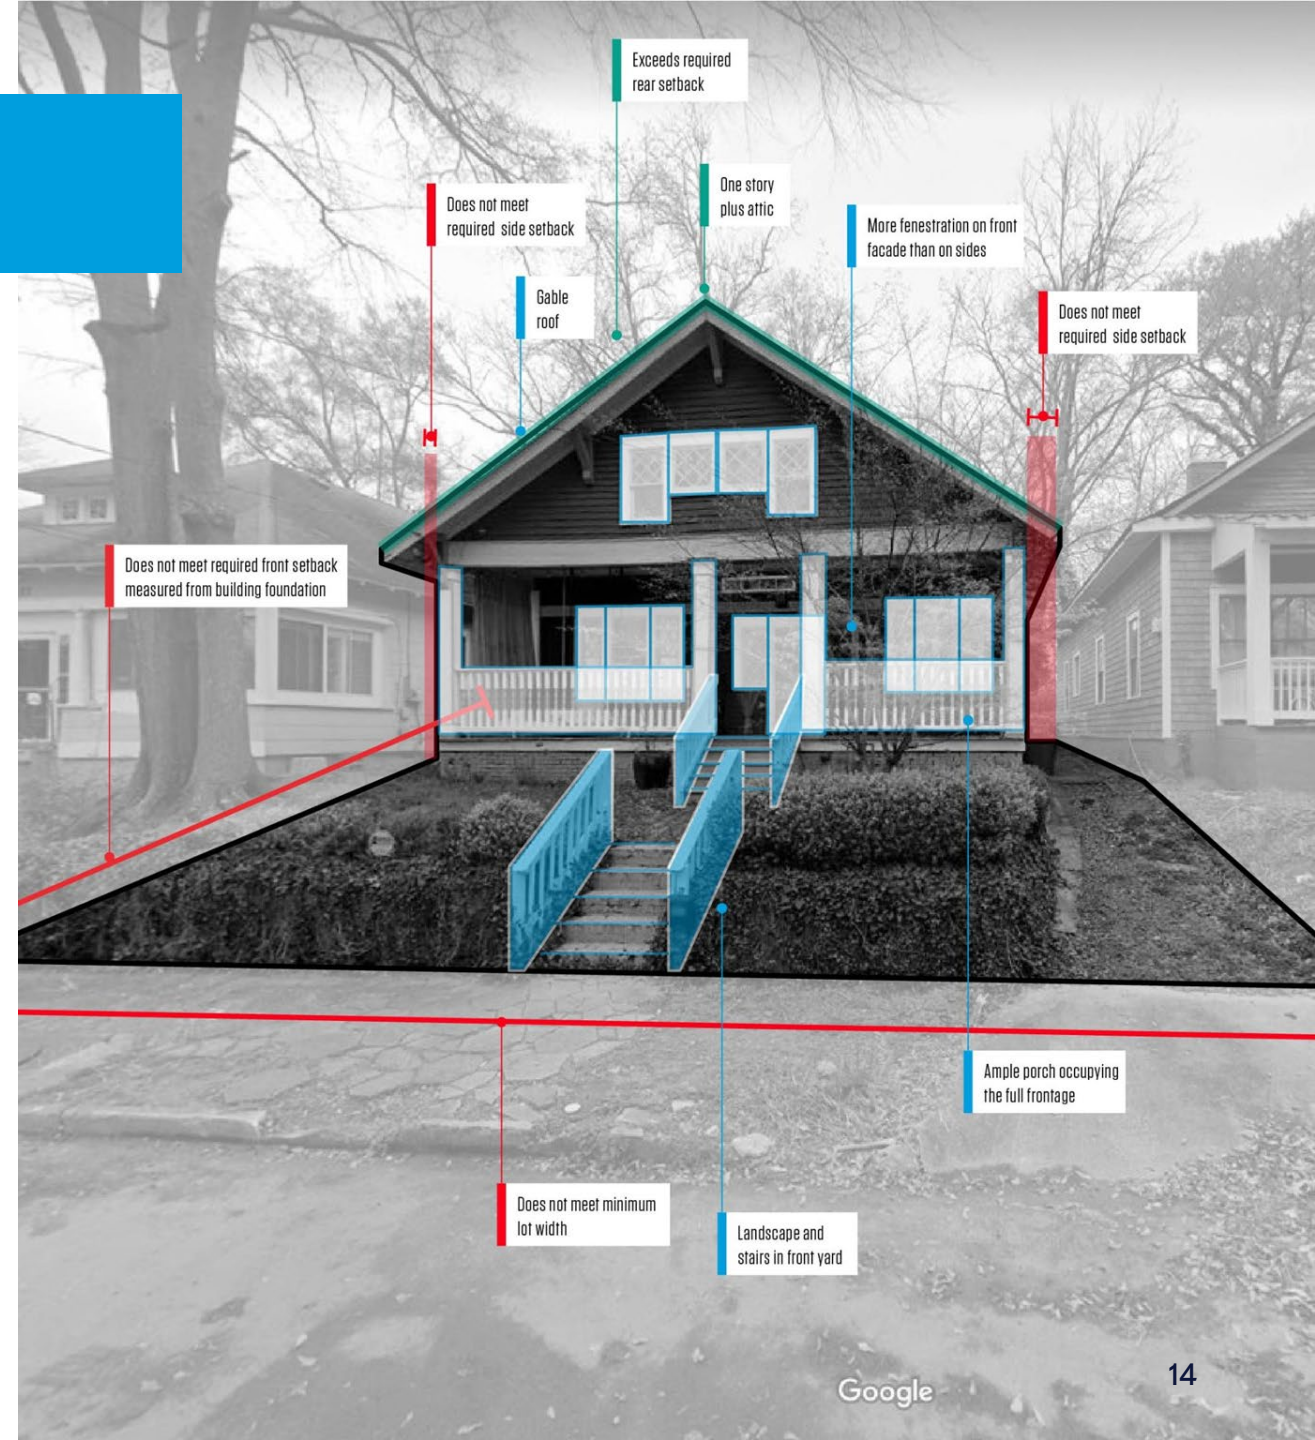 Exceeds required
rear setback
One story
plus attic
Does not meet
required side setback
More fenestration on front
facade than on sides
Gable
roof
Does not meet
required side setback
Does not meet required front setback
measured from building foundation
Ample porch occupying
the full frontage
Does not meet minimum
lot width
Landscape and
stairs in front yard
14
Google